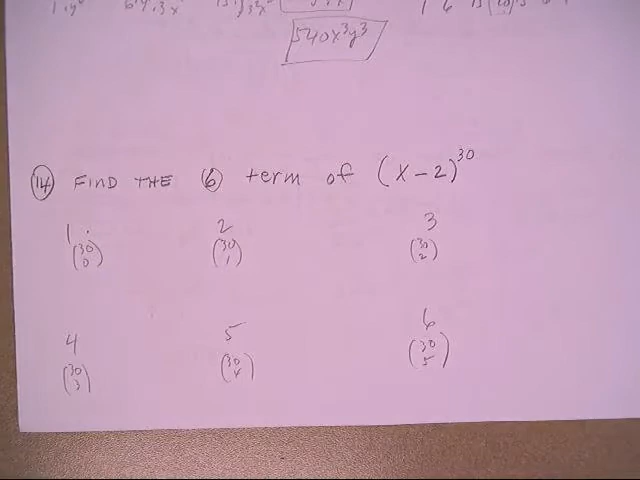 540x³y³
14 FIND THE 6 term of (x-2)³⁰
1. 2 3
(30 0) (30 1) (30 2)
4 5 6
(30 3) (30 4) (30 5)